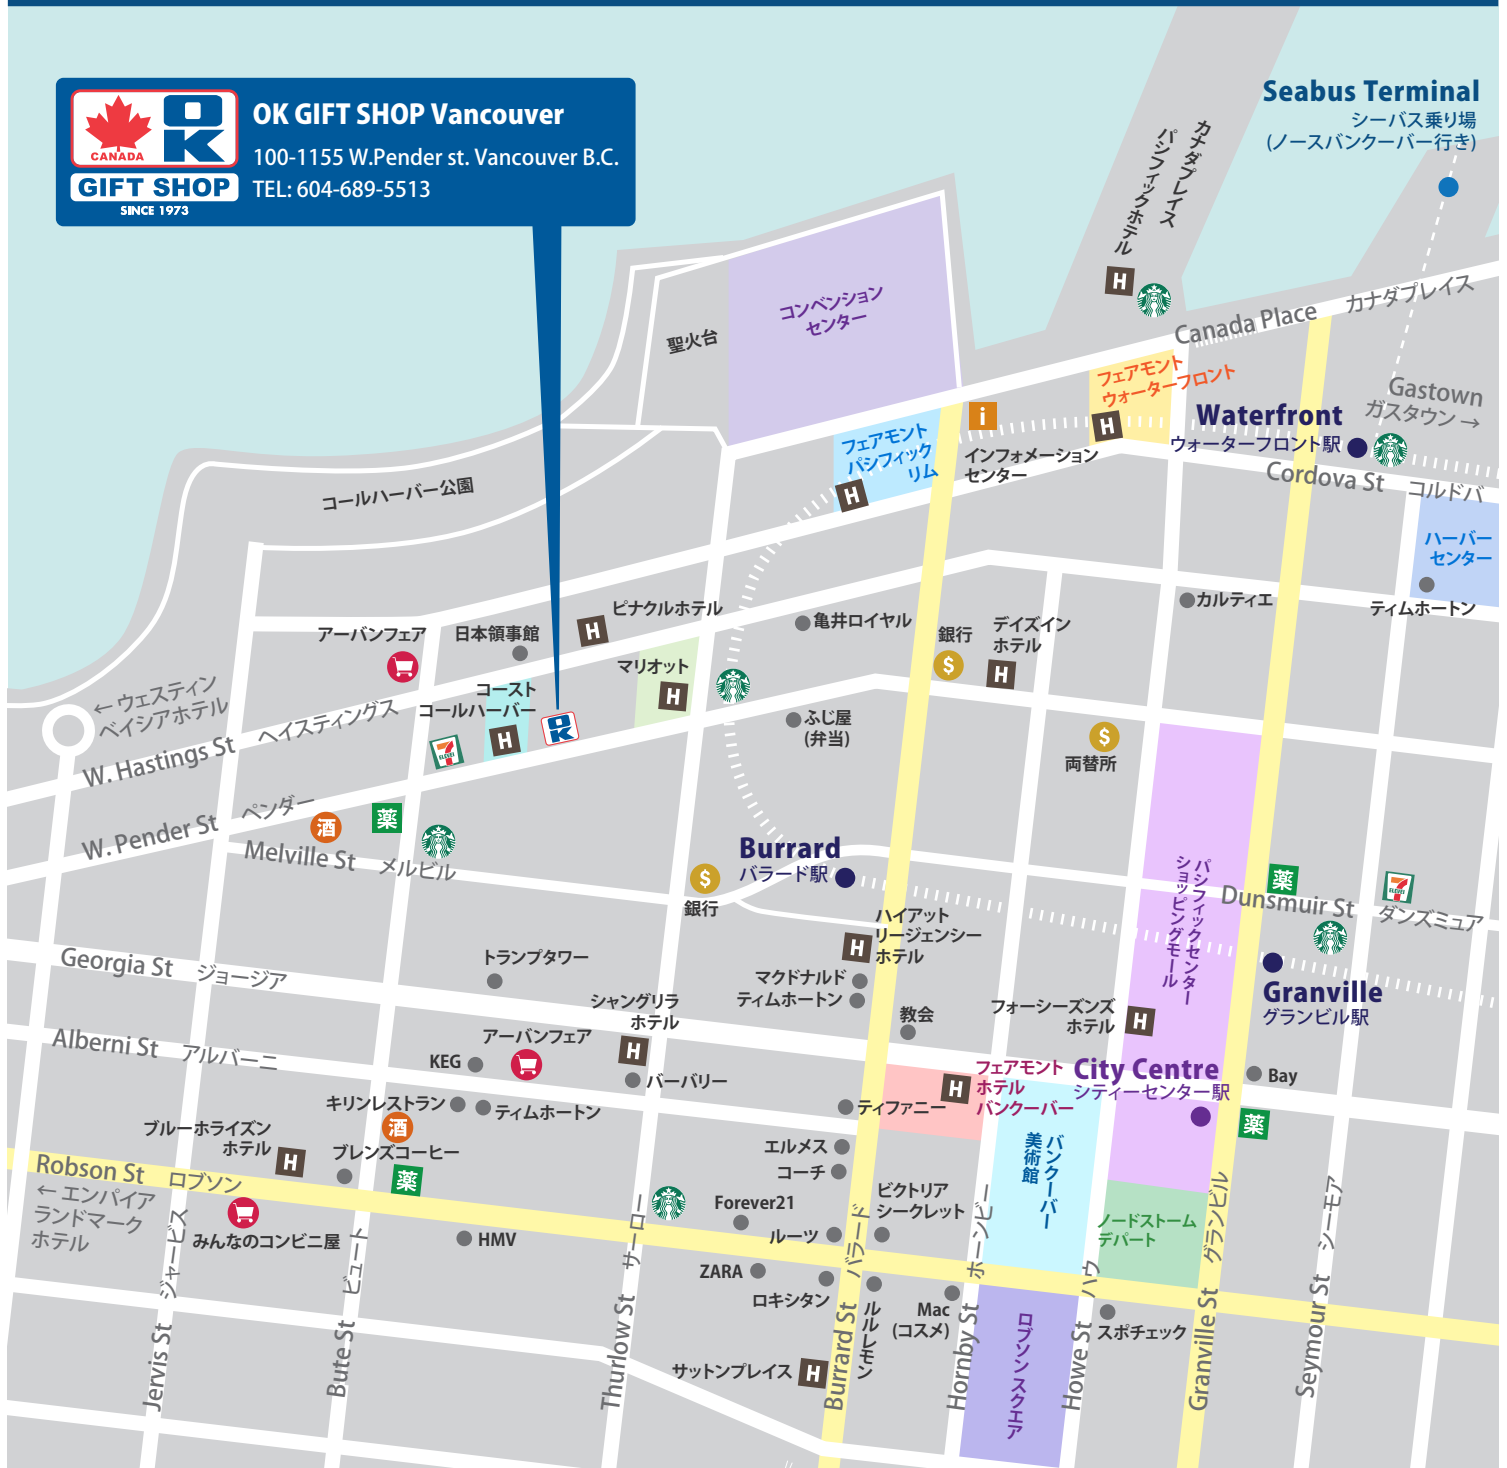 CANADA
OK
GIFT SHOP
SINCE 1973
OK GIFT SHOP Vancouver
100-1155 W.Pender st. Vancouver B.C.
TEL: 604-689-5513
Seabus Terminal
シーバス乗り場
(ノースバンクーバー行き)
カナダプレイス
パシフィックホテル
H
Canada Place カナダプレイス
コンベンション
センター
聖火台
フェアモント
ウォーターフロント
H
Gastown
ガスタウン→
Waterfront
ウォーターフロント駅
Cordova St コルドバ
i
インフォメーション
センター
フェアモント
パシフィック
リム
H
コールハーバー公園
ハーバー
センター
ティムホートン
カルティエ
ピナクルホテル
H
亀井ロイヤル
銀行
$
デイズイン
ホテル
H
アーバンフェア
日本領事館
マリオット
H
コースト
コールハーバー
H
OK
7
ELEVEN
ふじ屋
(弁当)
$
両替所
←ウェスティン
ベイシアホテル
W. Hastings St ヘイスティングス
W. Pender St ペンダー
酒
薬
Melville St メルビル
Burrard
バラード駅
$
銀行
パシフィックセンター
ショッピングモール
薬
7
ELEVEN
Dunsmuir St ダンズミュア
ハイアット
リージェンシー
ホテル
H
Granville
グランビル駅
Georgia St ジョージア
トランプタワー
マクドナルド
ティムホートン
シャングリラ
ホテル
H
教会
フォーシーズンズ
ホテル
H
Alberni St アルバーニ
アーバンフェア
KEG
バーバリー
フェアモント
ホテル
バンクーバー
H
City Centre
シティーセンター駅
Bay
薬
キリンレストラン
ティムホートン
ティファニー
酒
ブルーホライズン
ホテル
H
ブレンズコーヒー
薬
エルメス
コーチ
バンクーバー
美術館
Robson St ロブソン
←エンパイア
ランドマーク
ホテル
みんなのコンビニ屋
HMV
Forever21
ビクトリア
シークレット
ルーツ
ノードストーム
デパート
ZARA
ロキシタン
ルルレモン
Mac
(コスメ)
スポチェック
ロブソンスクエア
サットンプレイス
H
Jervis St ジャービス
Bute St ビュート
Thurlow St サーロー
Burrard St バラード
Hornby St ホーンビー
Howe St ハウ
Granville St グランビル
Seymour St シーモア